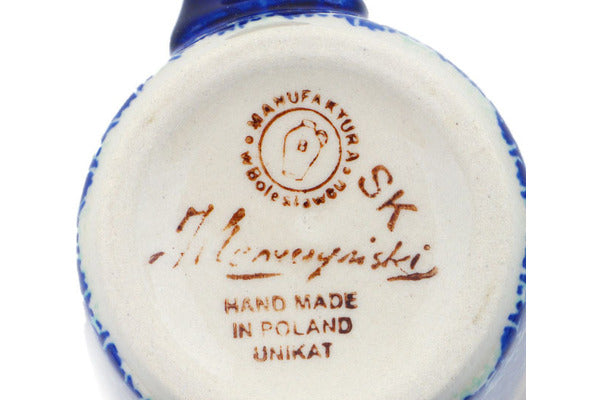 MANUFAKTURA
w Bolesławcu
B
SK
HAND MADE
IN POLAND
UNIKAT